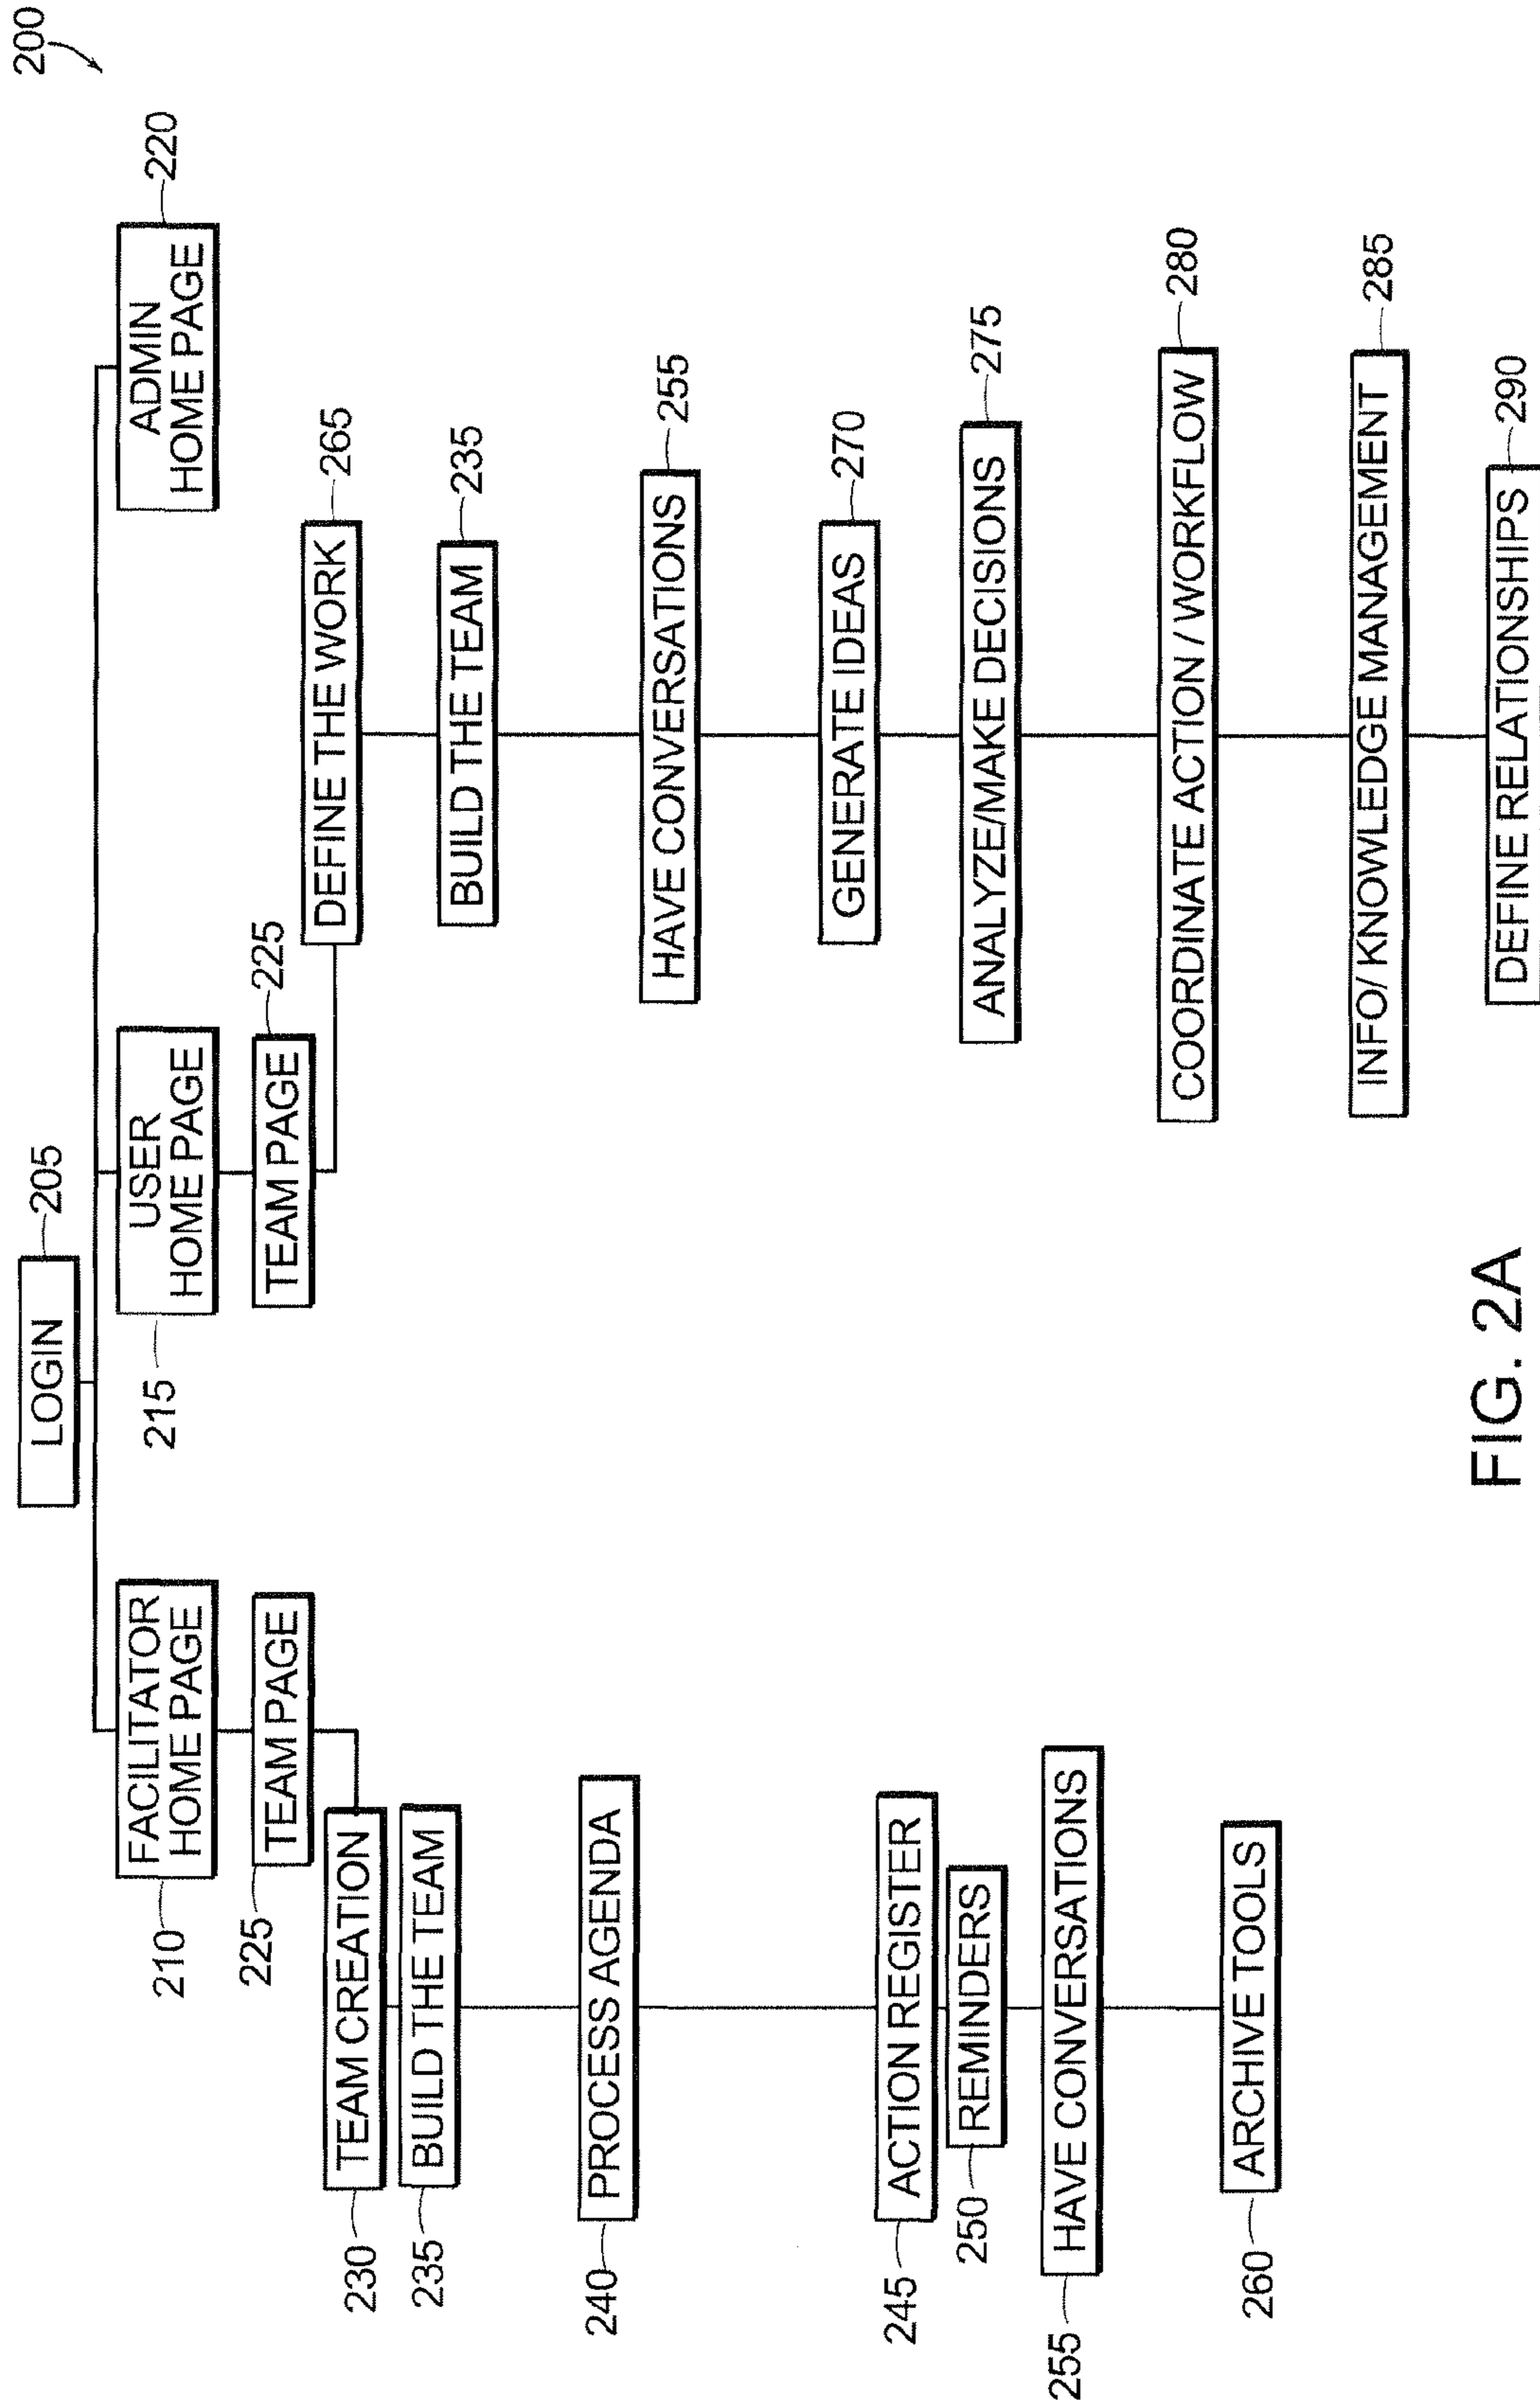 200
LOGIN
205
FACILITATOR
HOME PAGE
210
USER
HOME PAGE
215
ADMIN
HOME PAGE
220
TEAM PAGE
225
TEAM CREATION
230
BUILD THE TEAM
235
PROCESS AGENDA
240
ACTION REGISTER
245
REMINDERS
250
HAVE CONVERSATIONS
255
ARCHIVE TOOLS
260
TEAM PAGE
225
DEFINE THE WORK
265
BUILD THE TEAM
235
HAVE CONVERSATIONS
255
GENERATE IDEAS
270
ANALYZE/MAKE DECISIONS
275
COORDINATE ACTION / WORKFLOW
280
INFO/ KNOWLEDGE MANAGEMENT
285
DEFINE RELATIONSHIPS
290
FIG. 2A